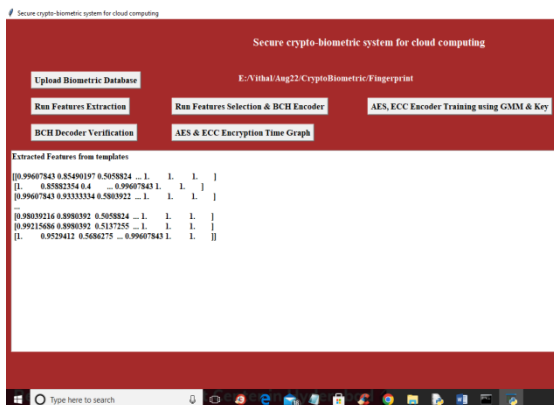 Secure crypto-biometric system for cloud computing
Secure crypto-biometric system for cloud computing
Upload Biometric Database
E:/Vithal/Aug22/CryptoBiometric/Fingerprint
Run Features Extraction
Run Features Selection & BCH Encoder
AES, ECC Encoder Training using GMM & Key
BCH Decoder Verification
AES & ECC Encryption Time Graph
Extracted Features from templates
[[0.99607843 0.85490197 0.5058824 ... 1. 1. 1. ]
[1. 0.85882354 0.4 ... 0.99607843 1. 1. ]
[0.99607843 0.93333334 0.5803922 ... 1. 1. 1. ]
...
[0.98039216 0.8980392 0.5058824 ... 1. 1. 1. ]
[0.99215686 0.8980392 0.5137255 ... 1. 1. 1. ]
[1. 0.9529412 0.5686275 ... 0.99607843 1. 1. ]]
Type here to search